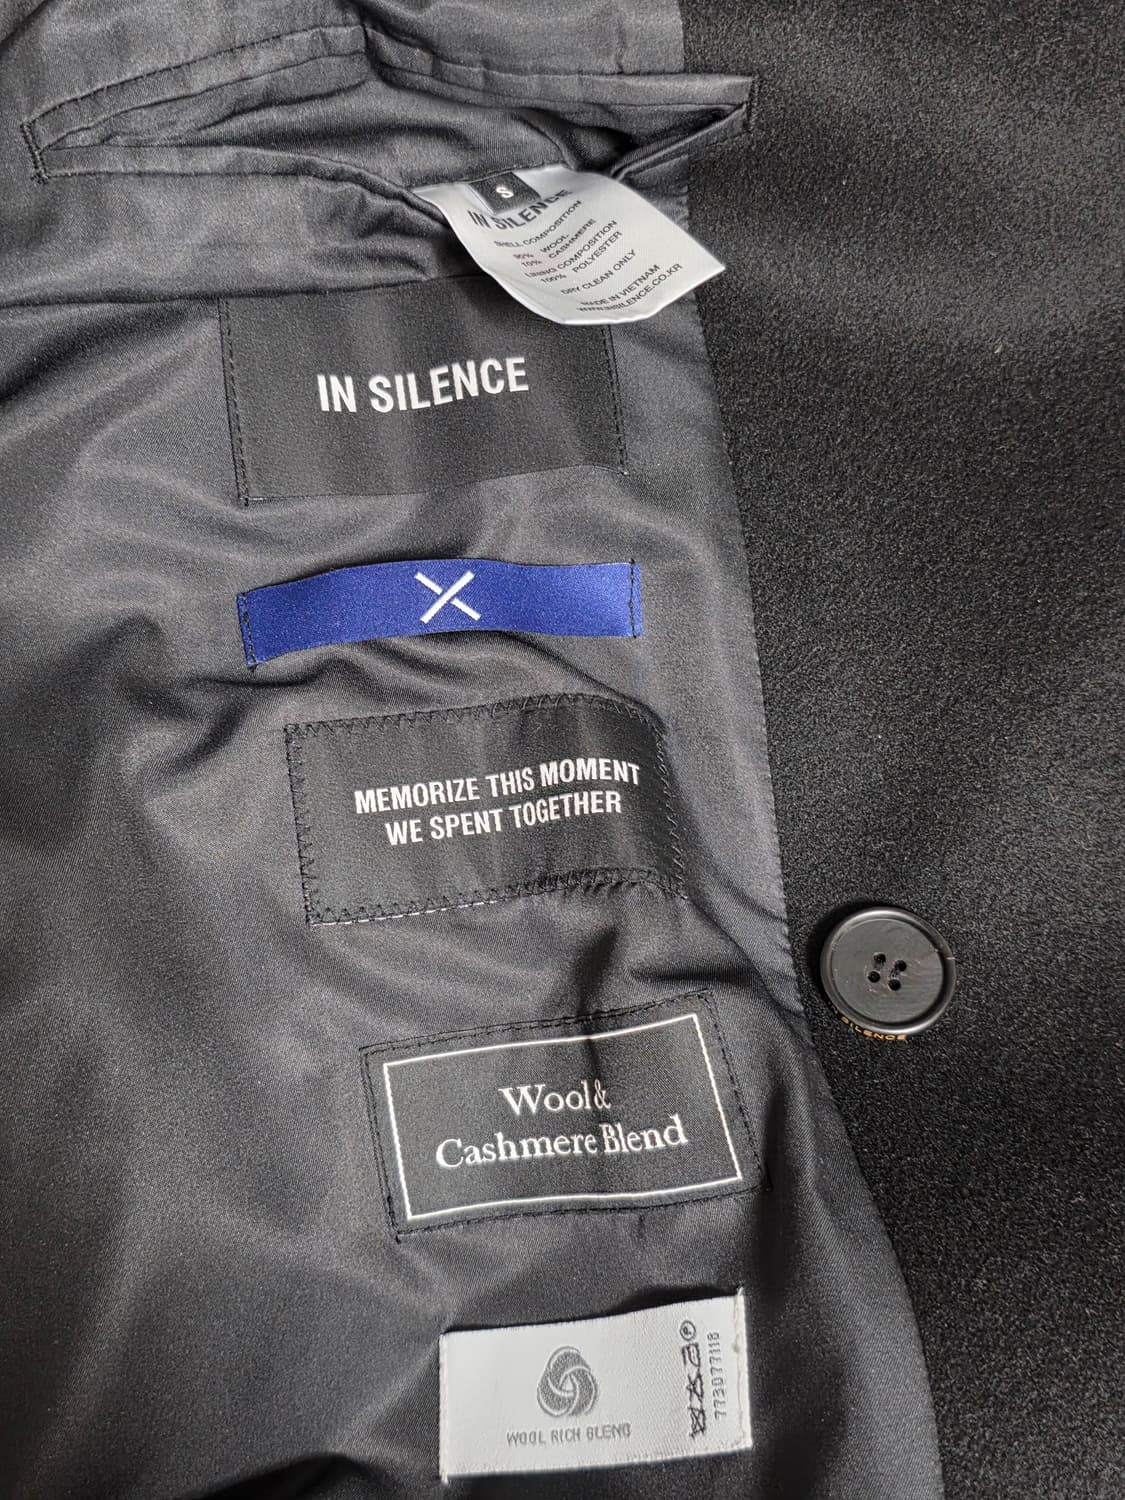 S
IN SILENCE
SHELL COMPOSITION
90% WOOL
10% CASHMERE
LINING COMPOSITION
100% POLYESTER
DRY CLEAN ONLY
MADE IN VIETNAM
WWW.INSILENCE.CO.KR
IN SILENCE
MEMORIZE THIS MOMENT
WE SPENT TOGETHER
SILENCE
Wool &
Cashmere Blend
WOOL RICH BLEND
773077118